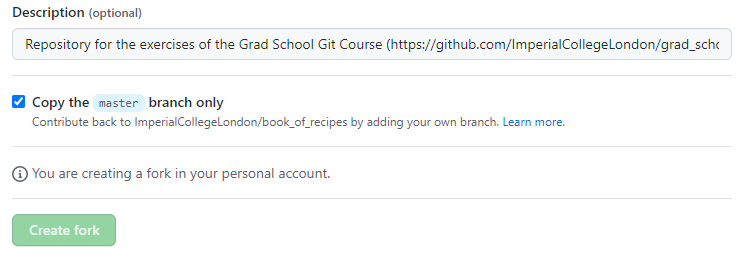 Description (optional)
Repository for the exercises of the Grad School Git Course (https://github.com/ImperialCollegeLondon/grad_scho
Copy the master branch only
Contribute back to ImperialCollegeLondon/book_of_recipes by adding your own branch. Learn more.
You are creating a fork in your personal account.
Create fork